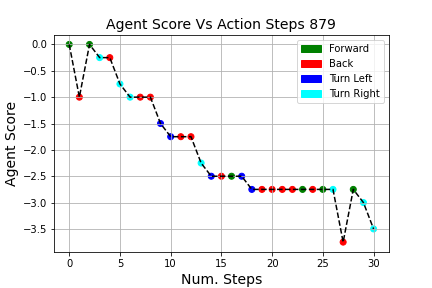 Agent Score Vs Action Steps 879
Agent Score
0.0
−0.5
−1.0
−1.5
−2.0
−2.5
−3.0
−3.5
Forward
Back
Turn Left
Turn Right
0 5 10 15 20 25 30
Num. Steps